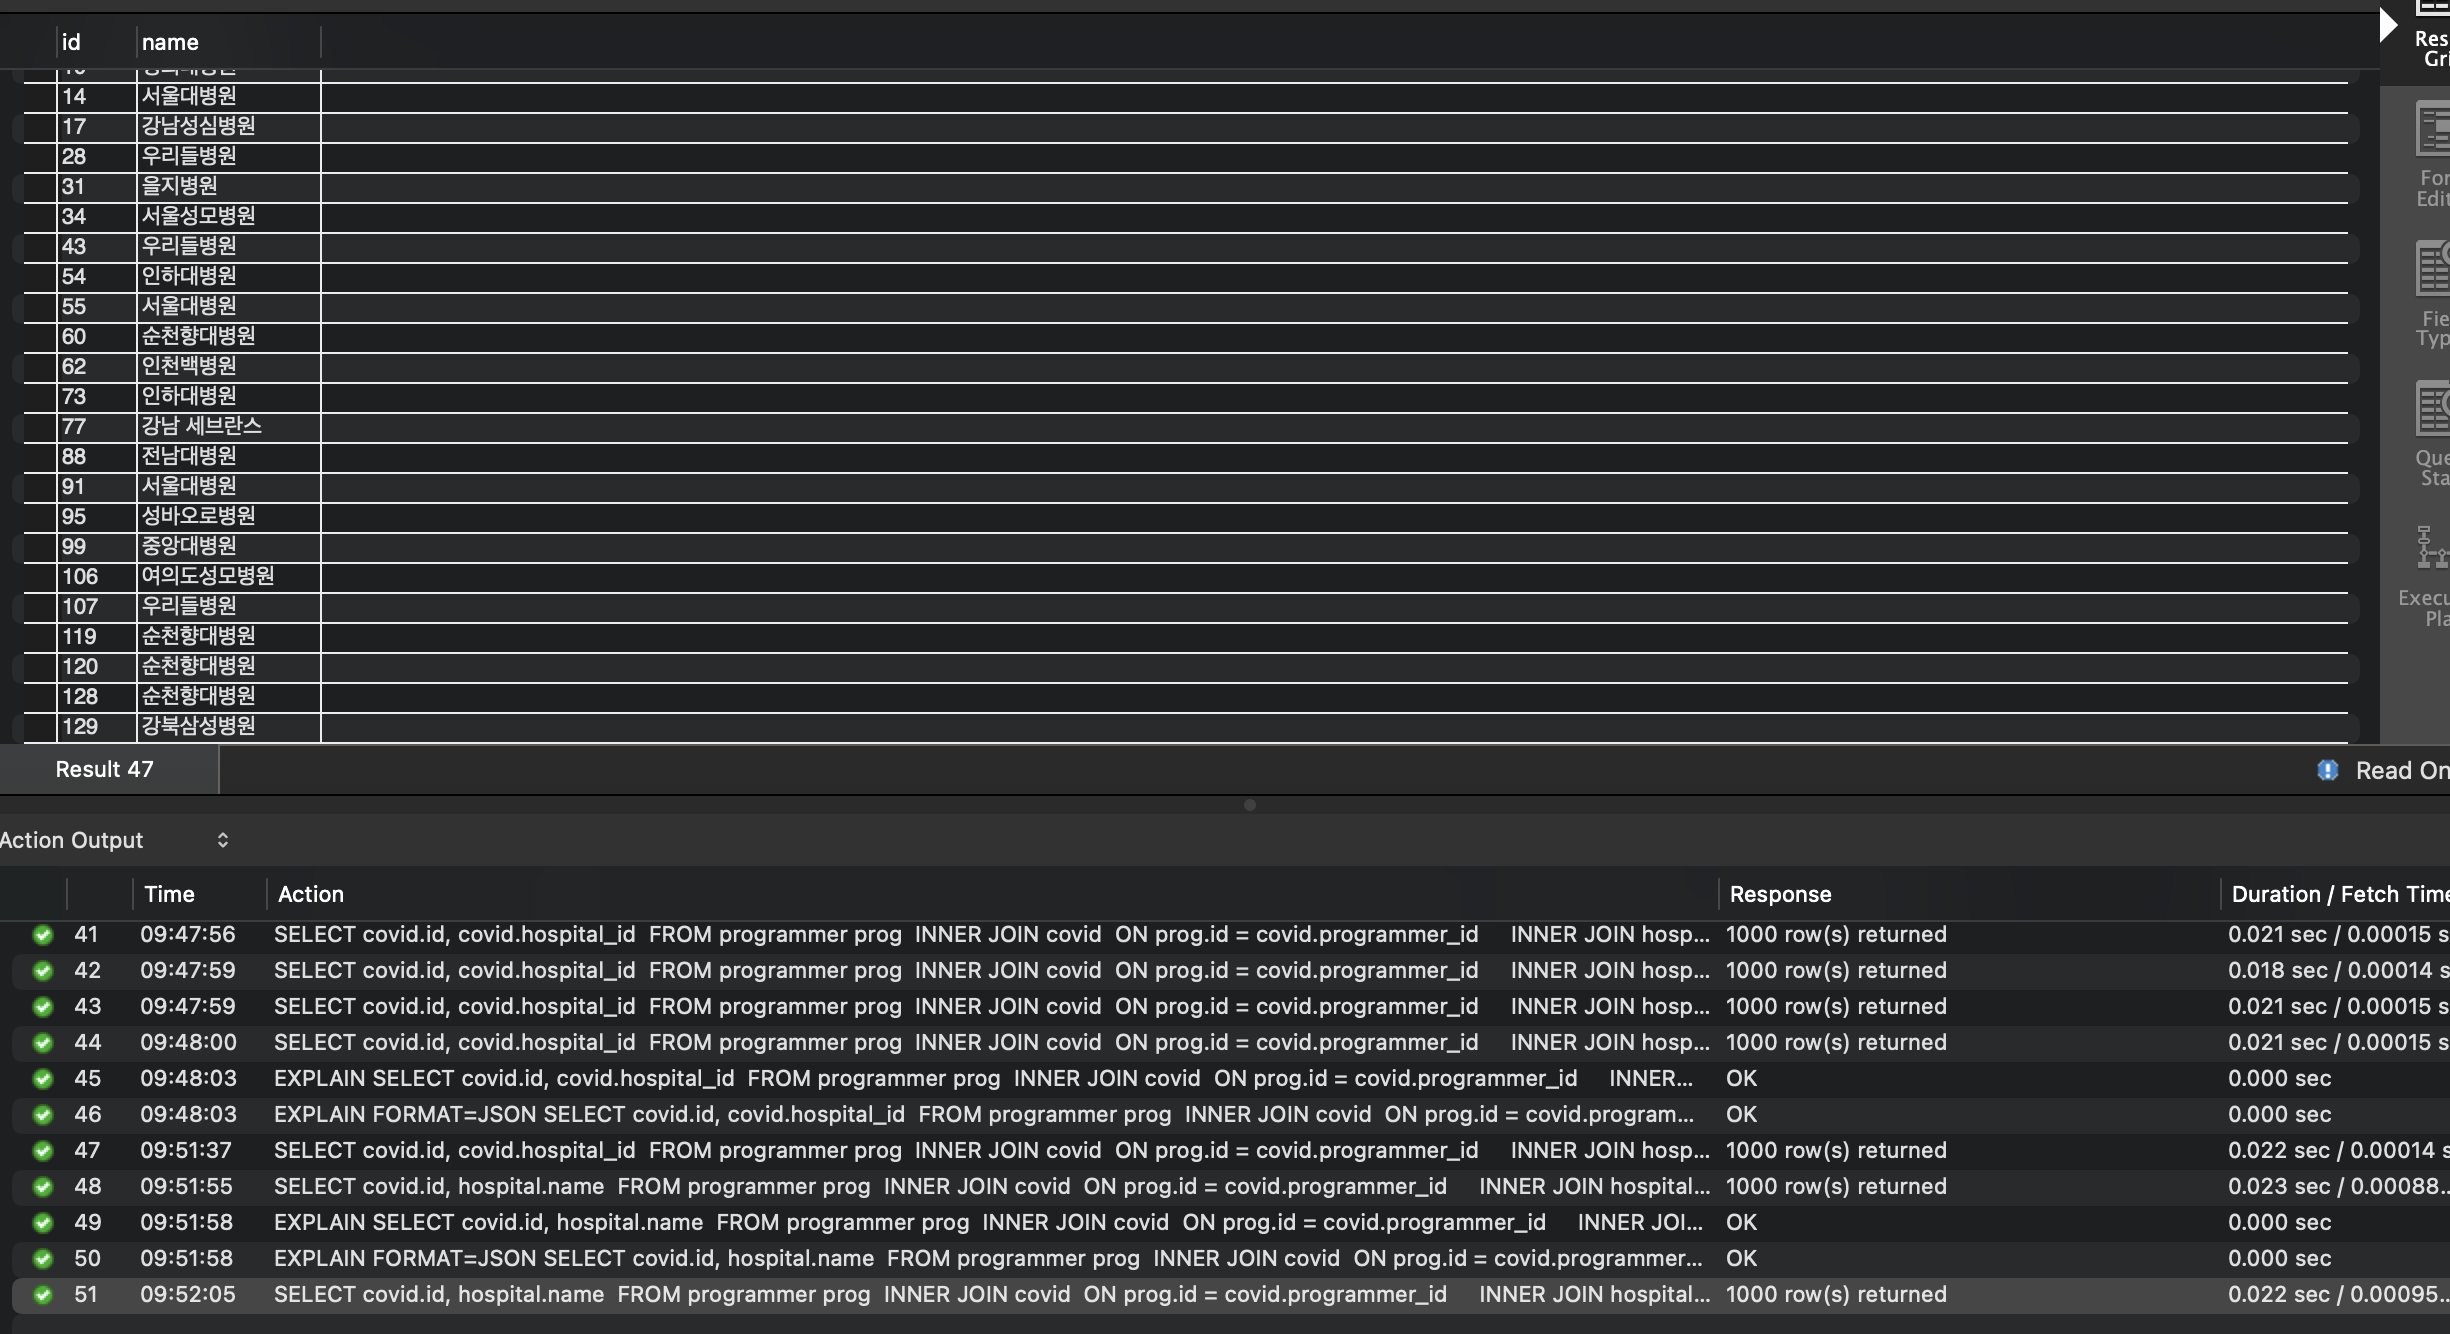 id name
Res
Gri
14 서울대병원
17 강남성심병원
28 우리들병원
31 을지병원
34 서울성모병원
43 우리들병원
54 인하대병원
55 서울대병원
60 순천향대병원
62 인천백병원
73 인하대병원
77 강남 세브란스
88 전남대병원
91 서울대병원
95 성바오로병원
99 중앙대병원
106 여의도성모병원
107 우리들병원
119 순천향대병원
120 순천향대병원
128 순천향대병원
129 강북삼성병원
For
Edit
Fie
Typ
Que
Sta
Execu
Pla
Result 47 Read On
Action Output
Time Action Response Duration / Fetch Time
41 09:47:56 SELECT covid.id, covid.hospital_id FROM programmer prog INNER JOIN covid ON prog.id = covid.programmer_id INNER JOIN hosp... 1000 row(s) returned 0.021 sec / 0.00015 s
42 09:47:59 SELECT covid.id, covid.hospital_id FROM programmer prog INNER JOIN covid ON prog.id = covid.programmer_id INNER JOIN hosp... 1000 row(s) returned 0.018 sec / 0.00014 s
43 09:47:59 SELECT covid.id, covid.hospital_id FROM programmer prog INNER JOIN covid ON prog.id = covid.programmer_id INNER JOIN hosp... 1000 row(s) returned 0.021 sec / 0.00015 s
44 09:48:00 SELECT covid.id, covid.hospital_id FROM programmer prog INNER JOIN covid ON prog.id = covid.programmer_id INNER JOIN hosp... 1000 row(s) returned 0.021 sec / 0.00015 s
45 09:48:03 EXPLAIN SELECT covid.id, covid.hospital_id FROM programmer prog INNER JOIN covid ON prog.id = covid.programmer_id INNER... OK 0.000 sec
46 09:48:03 EXPLAIN FORMAT=JSON SELECT covid.id, covid.hospital_id FROM programmer prog INNER JOIN covid ON prog.id = covid.program... OK 0.000 sec
47 09:51:37 SELECT covid.id, covid.hospital_id FROM programmer prog INNER JOIN covid ON prog.id = covid.programmer_id INNER JOIN hosp... 1000 row(s) returned 0.022 sec / 0.00014 s
48 09:51:55 SELECT covid.id, hospital.name FROM programmer prog INNER JOIN covid ON prog.id = covid.programmer_id INNER JOIN hospital... 1000 row(s) returned 0.023 sec / 0.00088...
49 09:51:58 EXPLAIN SELECT covid.id, hospital.name FROM programmer prog INNER JOIN covid ON prog.id = covid.programmer_id INNER JOI... OK 0.000 sec
50 09:51:58 EXPLAIN FORMAT=JSON SELECT covid.id, hospital.name FROM programmer prog INNER JOIN covid ON prog.id = covid.programmer... OK 0.000 sec
51 09:52:05 SELECT covid.id, hospital.name FROM programmer prog INNER JOIN covid ON prog.id = covid.programmer_id INNER JOIN hospital... 1000 row(s) returned 0.022 sec / 0.00095...